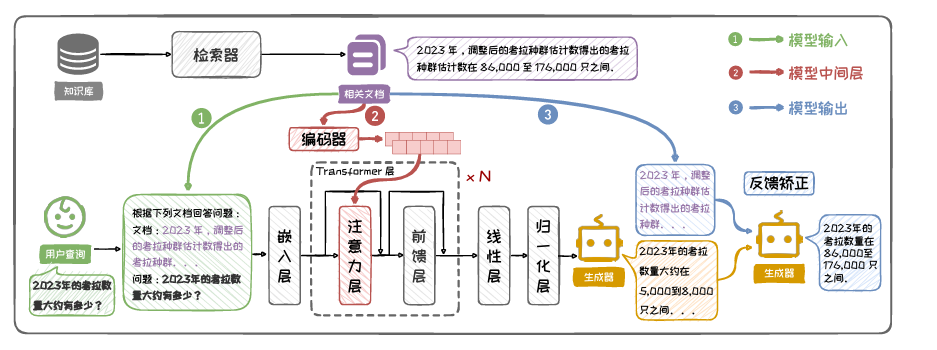 知识库
检索器
相关文档
2023 年，调整后的考拉种群估计数得出的考拉
种群估计数在 86,000 至 176,000 只之间.
1 模型输入
2 模型中间层
3 模型输出
1
2
3
编码器
Transformer 层
× N
用户查询
2023年的考拉数
量大约有多少？
根据下列文档回答问题：
文档：2023 年，调整后
的考拉种群估计数得出的
考拉种群. . .
问题：2023年的考拉数
量大约有多少？
嵌入层
注意力层
前馈层
线性层
归一化层
生成器
2023 年，调整
后的考拉种群估
计数得出的考拉
种群. . . .
2023年的考拉
数量大约在
5,000到8,000
只之间. . .
反馈矫正
生成器
2023年的
考拉数量在
86,000至
176,000 只
之间.